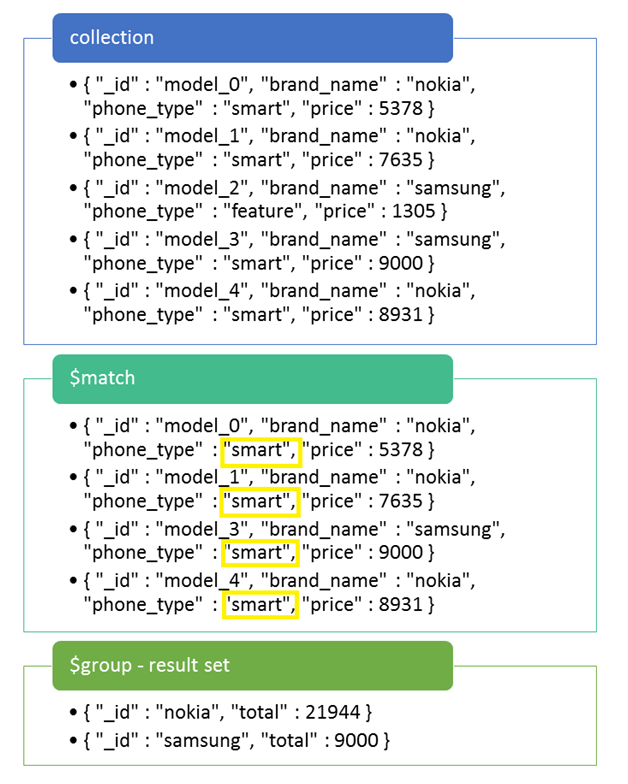 collection
• { "_id" : "model_0", "brand_name" : "nokia",
"phone_type" : "smart", "price" : 5378 }
• { "_id" : "model_1", "brand_name" : "nokia",
"phone_type" : "smart", "price" : 7635 }
• { "_id" : "model_2", "brand_name" : "samsung",
"phone_type" : "feature", "price" : 1305 }
• { "_id" : "model_3", "brand_name" : "samsung",
"phone_type" : "smart", "price" : 9000 }
• { "_id" : "model_4", "brand_name" : "nokia",
"phone_type" : "smart", "price" : 8931 }
$match
• { "_id" : "model_0", "brand_name" : "nokia",
"phone_type" : "smart", "price" : 5378 }
• { "_id" : "model_1", "brand_name" : "nokia",
"phone_type" : "smart", "price" : 7635 }
• { "_id" : "model_3", "brand_name" : "samsung",
"phone_type" : "smart", "price" : 9000 }
• { "_id" : "model_4", "brand_name" : "nokia",
"phone_type" : "smart", "price" : 8931 }
$group - result set
• { "_id" : "nokia", "total" : 21944 }
• { "_id" : "samsung", "total" : 9000 }